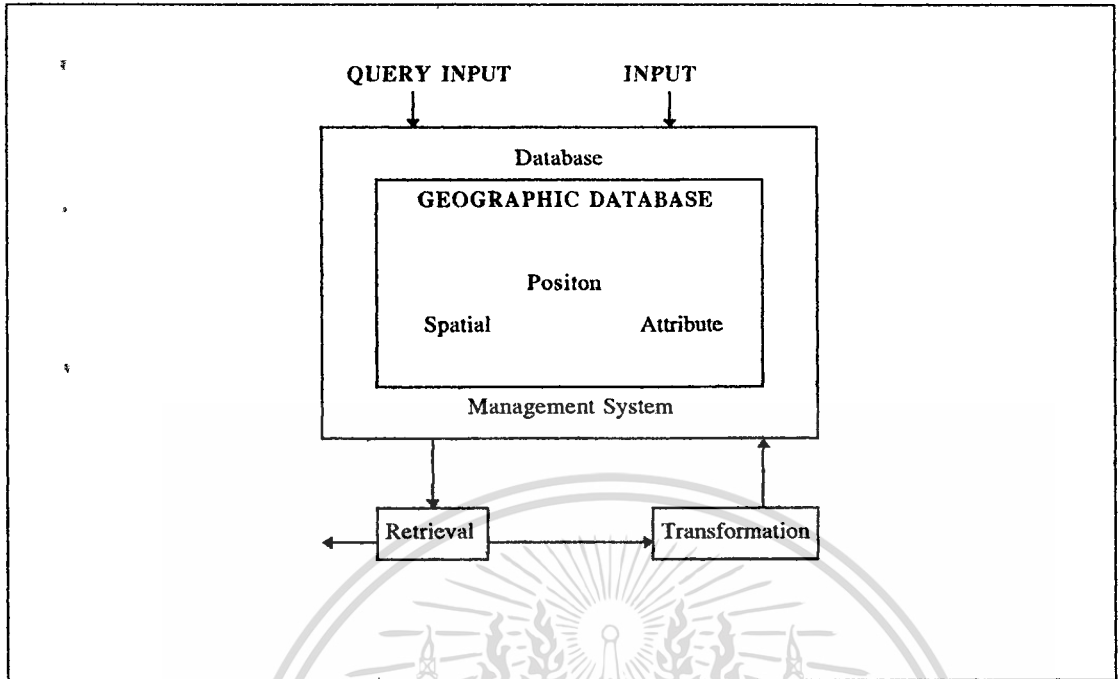 QUERY INPUT INPUT
Database
GEOGRAPHIC DATABASE
Positon
Spatial Attribute
Management System
Retrieval Transformation